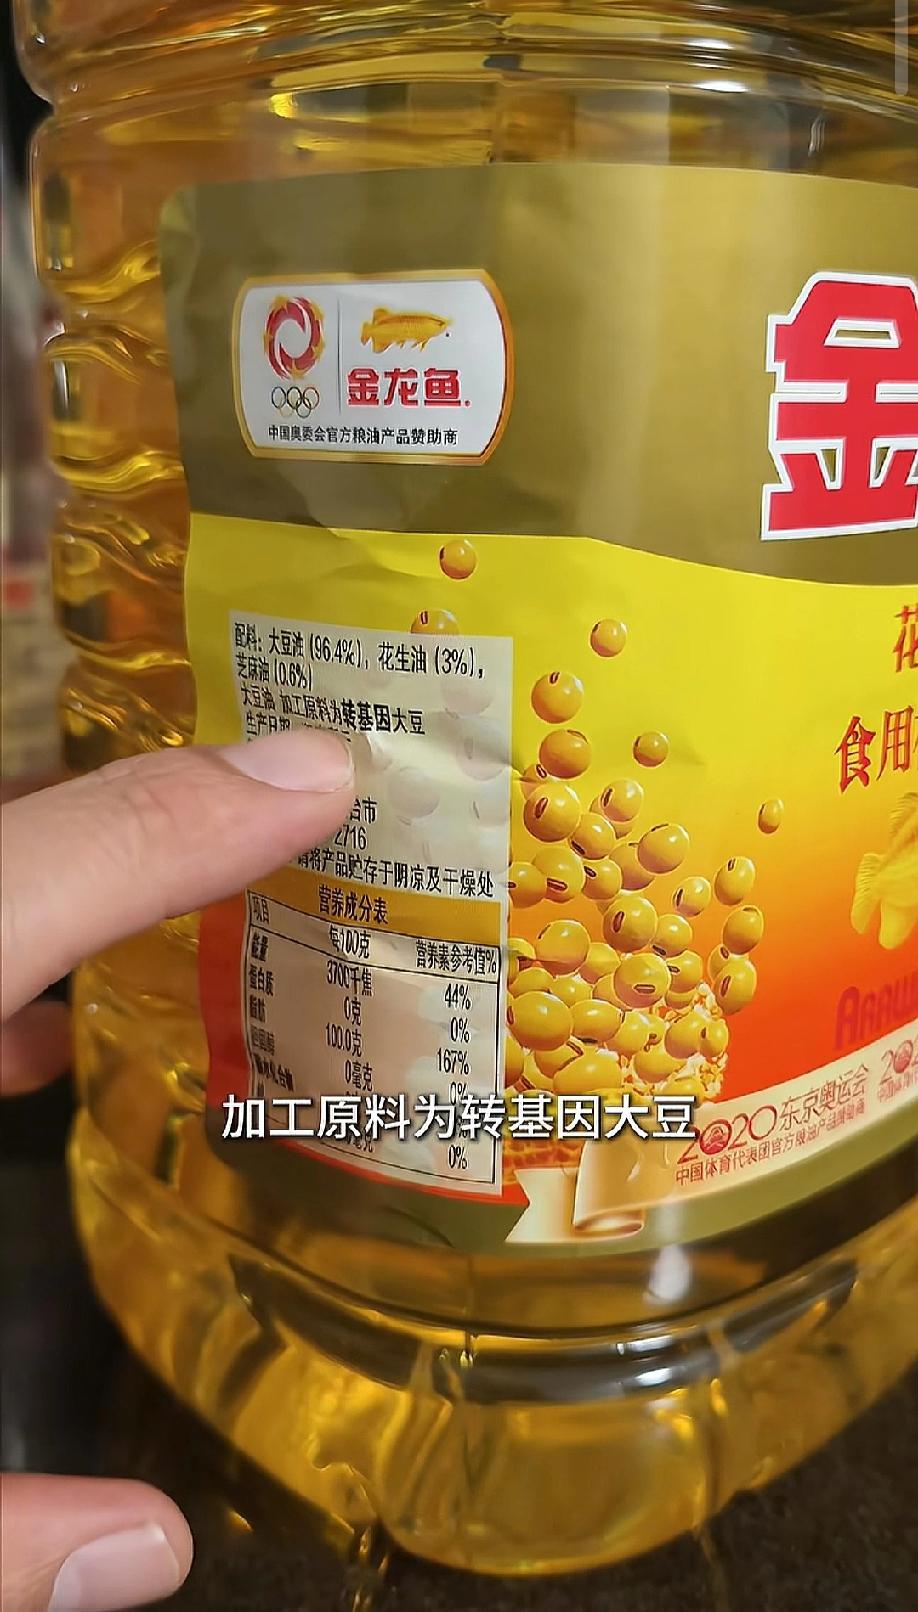 金龙鱼
中国奥委会官方粮油产品赞助商
金
花
食用
配料：大豆油 (96.4%)，花生油 (3%)，
芝麻油 (0.6%)
大豆油 加工原料为转基因大豆
生产日期
台市
2716
请将产品贮存于阴凉及干燥处
营养成分表
项目 每100克 营养素参考值%
能量 3700千焦 44%
蛋白质 0克 0%
脂肪 100.0克 167%
胆固醇 0毫克 0%
0%
加工原料为转基因大豆
ARAW
2020东京奥运会
中国体育代表团官方粮油产品赞助商